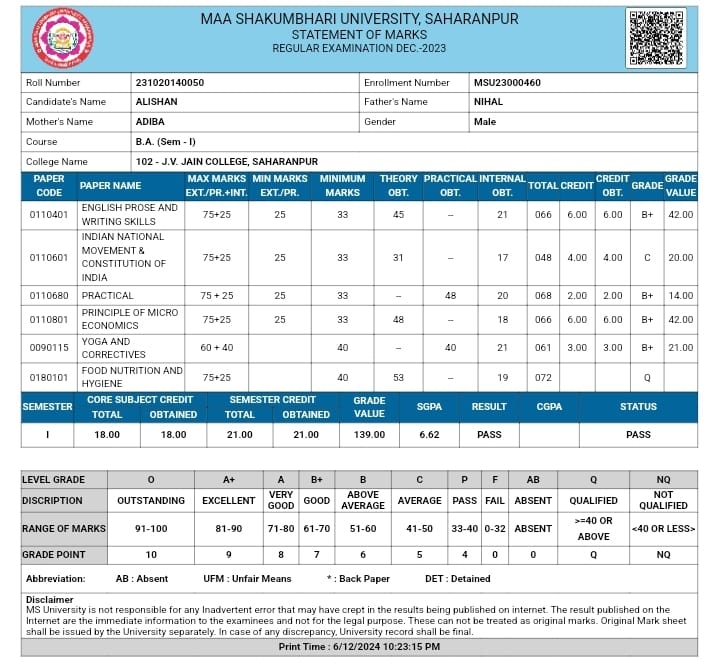 MAA SHAKUMBHARI UNIVERSITY, SAHARANPUR
STATEMENT OF MARKS
REGULAR EXAMINATION DEC.-2023
Roll Number 231020140050 Enrollment Number MSU23000460
Candidate's Name ALISHAN Father's Name NIHAL
Mother's Name ADIBA Gender Male
Course B.A. (Sem - I)
College Name 102 - J.V. JAIN COLLEGE, SAHARANPUR
PAPER CODE PAPER NAME MAX MARKS EXT./PR.+INT. MIN MARKS EXT./PR. MINIMUM MARKS THEORY OBT. PRACTICAL OBT. INTERNAL OBT. TOTAL CREDIT CREDIT OBT. GRADE GRADE VALUE
0110401 ENGLISH PROSE AND WRITING SKILLS 75+25 25 33 45 -- 21 066 6.00 6.00 B+ 42.00
0110601 INDIAN NATIONAL MOVEMENT & CONSTITUTION OF INDIA 75+25 25 33 31 -- 17 048 4.00 4.00 C 20.00
0110680 PRACTICAL 75 + 25 25 33 -- 48 20 068 2.00 2.00 B+ 14.00
0110801 PRINCIPLE OF MICRO ECONOMICS 75+25 25 33 48 -- 18 066 6.00 6.00 B+ 42.00
0090115 YOGA AND CORRECTIVES 60 + 40 40 -- 40 21 061 3.00 3.00 B+ 21.00
0180101 FOOD NUTRITION AND HYGIENE 75+25 40 53 -- 19 072 Q
SEMESTER CORE SUBJECT CREDIT TOTAL OBTAINED SEMESTER CREDIT TOTAL OBTAINED GRADE VALUE SGPA RESULT CGPA STATUS
I 18.00 18.00 21.00 21.00 139.00 6.62 PASS PASS
LEVEL GRADE O A+ A B+ B C P F AB Q NQ
DISCRIPTION OUTSTANDING EXCELLENT VERY GOOD GOOD ABOVE AVERAGE AVERAGE PASS FAIL ABSENT QUALIFIED NOT QUALIFIED
RANGE OF MARKS 91-100 81-90 71-80 61-70 51-60 41-50 33-40 0-32 ABSENT >=40 OR ABOVE <40 OR LESS>
GRADE POINT 10 9 8 7 6 5 4 0 0 Q NQ
Abbreviation: AB : Absent UFM : Unfair Means * : Back Paper DET : Detained
Disclaimer
MS University is not responsible for any Inadvertent error that may have crept in the results being published on internet. The result published on the
Internet are the immediate information to the examinees and not for the legal purpose. These can not be treated as original marks. Original Mark sheet
shall be issued by the University separately. In case of any discrepancy, University record shall be final.
Print Time : 6/12/2024 10:23:15 PM